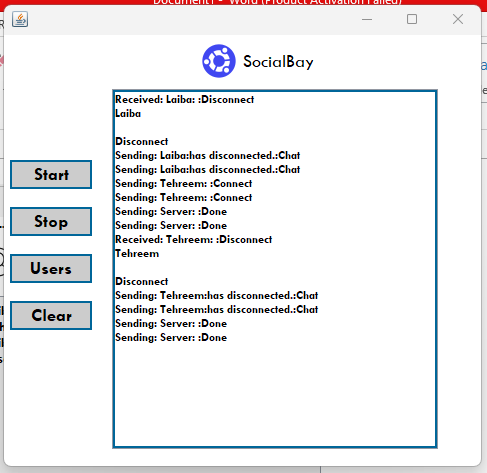 Document1 - Word (Product Activation Failed)
SocialBay
Start
Stop
Users
Clear
Received: Laiba: :Disconnect
Laiba
Disconnect
Sending: Laiba:has disconnected.:Chat
Sending: Laiba:has disconnected.:Chat
Sending: Tehreem: :Connect
Sending: Tehreem: :Connect
Sending: Server: :Done
Sending: Server: :Done
Received: Tehreem: :Disconnect
Tehreem
Disconnect
Sending: Tehreem:has disconnected.:Chat
Sending: Tehreem:has disconnected.:Chat
Sending: Server: :Done
Sending: Server: :Done